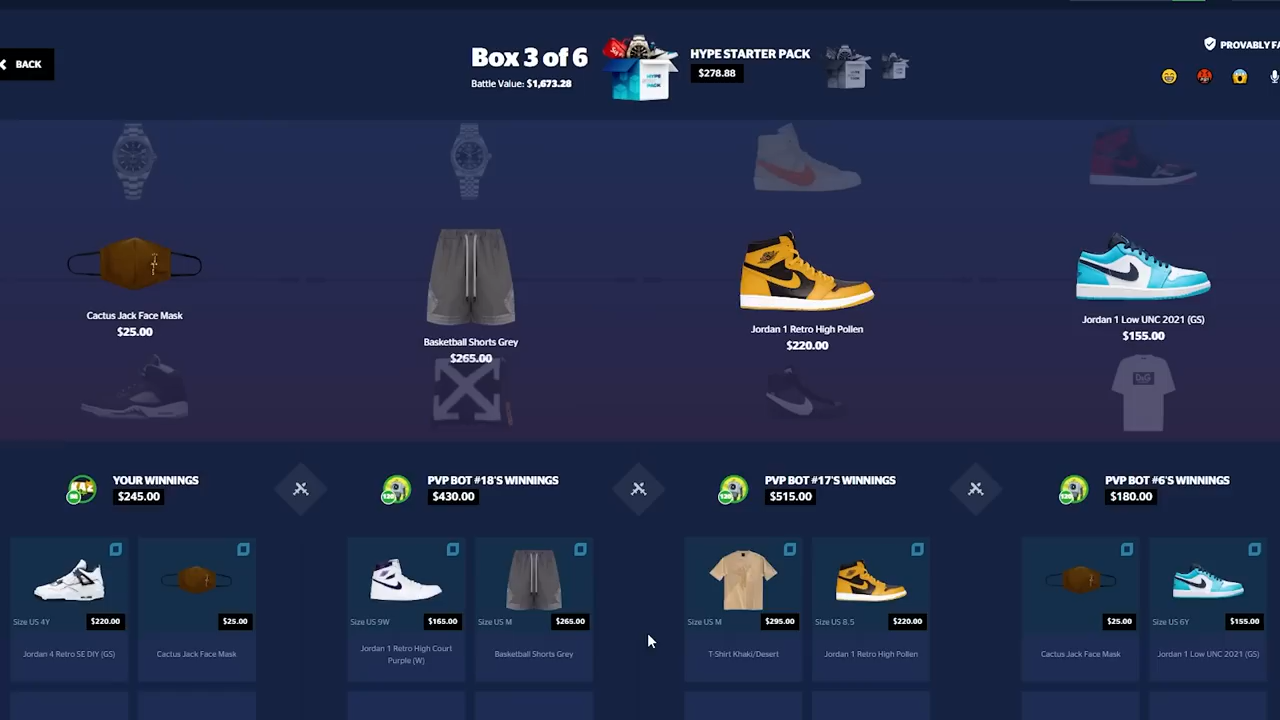 BACK
Box 3 of 6
Battle Value: $1,673.28
HYPE STARTER PACK
$278.88
PROVABLY FA
Cactus Jack Face Mask
$25.00
Basketball Shorts Grey
$265.00
Jordan 1 Retro High Pollen
$220.00
Jordan 1 Low UNC 2021 (GS)
$155.00
YOUR WINNINGS
$245.00
PVP BOT #18'S WINNINGS
$430.00
PVP BOT #17'S WINNINGS
$515.00
PVP BOT #6'S WINNINGS
$180.00
Size US 4Y
$220.00
Jordan 4 Retro SE DIY (GS)
$25.00
Cactus Jack Face Mask
Size US 9W
$165.00
Jordan 1 Retro High Court
Purple (W)
Size US M
$265.00
Basketball Shorts Grey
Size US M
$295.00
T-Shirt Khaki/Desert
Size US 8.5
$220.00
Jordan 1 Retro High Pollen
$25.00
Cactus Jack Face Mask
Size US 6Y
$155.00
Jordan 1 Low UNC 2021 (GS)